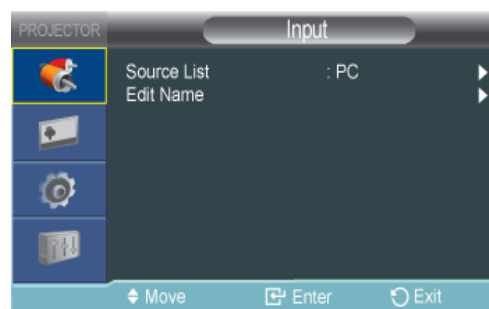 PROJECTOR
Input
Source List : PC
Edit Name
Move Enter Exit